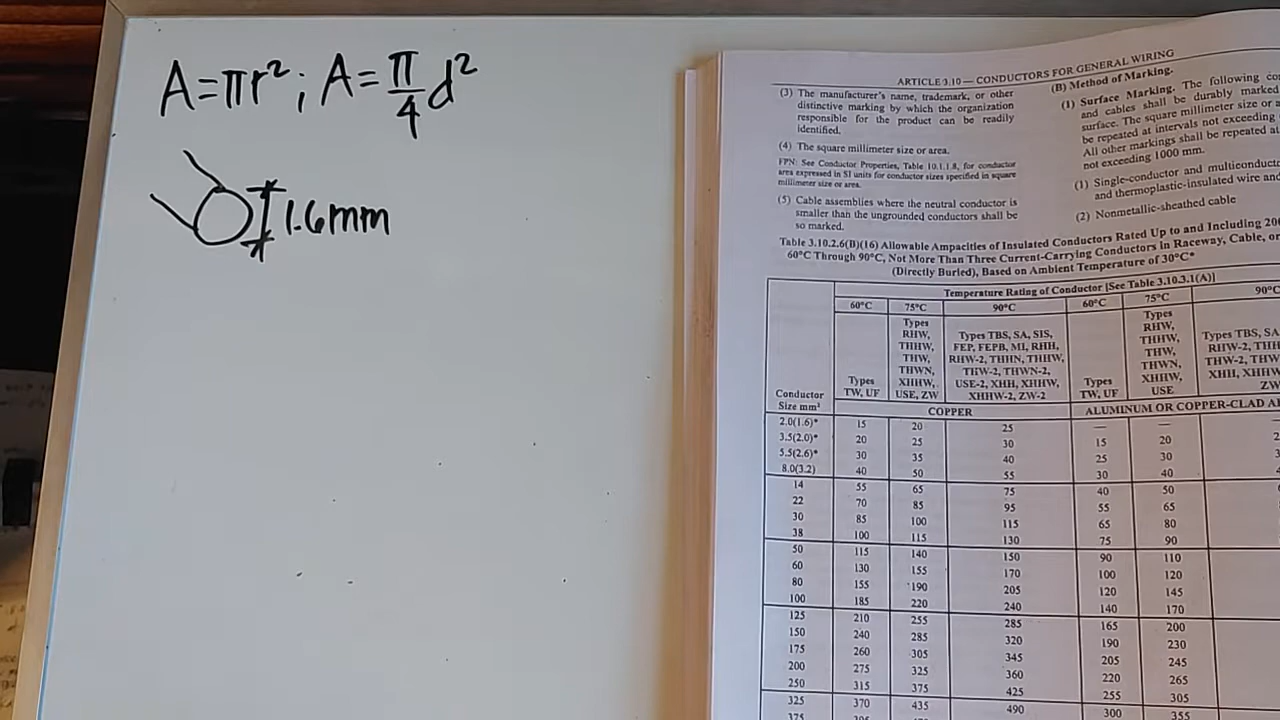 A=πr²; A=π/4 d²
1.6mm
ARTICLE 3.10 — CONDUCTORS FOR GENERAL WIRING
(3) The manufacturer's name, trademark, or other
distinctive marking by which the organization
responsible for the product can be readily
identified.
(4) The square millimeter size or area.
FPN: See Conductor Properties, Table 10.1.1.8, for conductor
area expressed in SI units for conductor sizes specified in square
millimeter size or area.
(5) Cable assemblies where the neutral conductor is
smaller than the ungrounded conductors shall be
so marked.
(B) Method of Marking.
(1) Surface Marking. The following
and cables shall be durably marked
surface. The square millimeter size or
be repeated at intervals not exceeding
All other markings shall be repeated
not exceeding 1000 mm.
(1) Single-conductor and
and thermoplastic-insulated wire and
(2) Nonmetallic-sheathed cable
Table 3.10.2.6(B)(16) Allowable Ampacities of Insulated Conductors Rated Up to and Including
60°C Through 90°C, Not More Than Three Current-Carrying Conductors in Raceway, Cable, or
(Directly Buried), Based on Ambient Temperature of 30°C*
Temperature Rating of Conductor [See Table 3.10.3.1(A)]
60°C 75°C 90°C 60°C 75°C 90°C
Conductor
Size mm²
Types
TW, UF
Types
RHW,
THHW,
THW,
THWN,
XHHW,
USE, ZW
Types TBS, SA, SIS,
FEP, FEPB, MI, RHH,
RHW-2, THHN, THHW,
THW-2, THWN-2,
USE-2, XHH, XHHW,
XHHW-2, ZW-2
Types
TW, UF
Types
RHW,
THHW,
THW,
THWN,
XHHW,
USE
Types TBS, SA
RHW-2,
THW-2,
XHH,
COPPER ALUMINUM OR COPPER-CLAD
2.0(1.6)* 15 20 25 — — —
3.5(2.0)* 20 25 30 15 20
5.5(2.6)* 30 35 40 25 30
8.0(3.2) 40 50 55 30 40
14 55 65 75 40 50
22 70 85 95 55 65
30 85 100 115 65 80
38 100 115 130 75 90
50 115 140 150 90 110
60 130 155 170 100 120
80 155 190 205 120 145
100 185 220 240 140 170
125 210 255 285 165 200
150 240 285 320 190 230
175 260 305 345 205 245
200 275 325 360 220 265
250 315 375 425 255 305
325 370 435 490 300 355
375